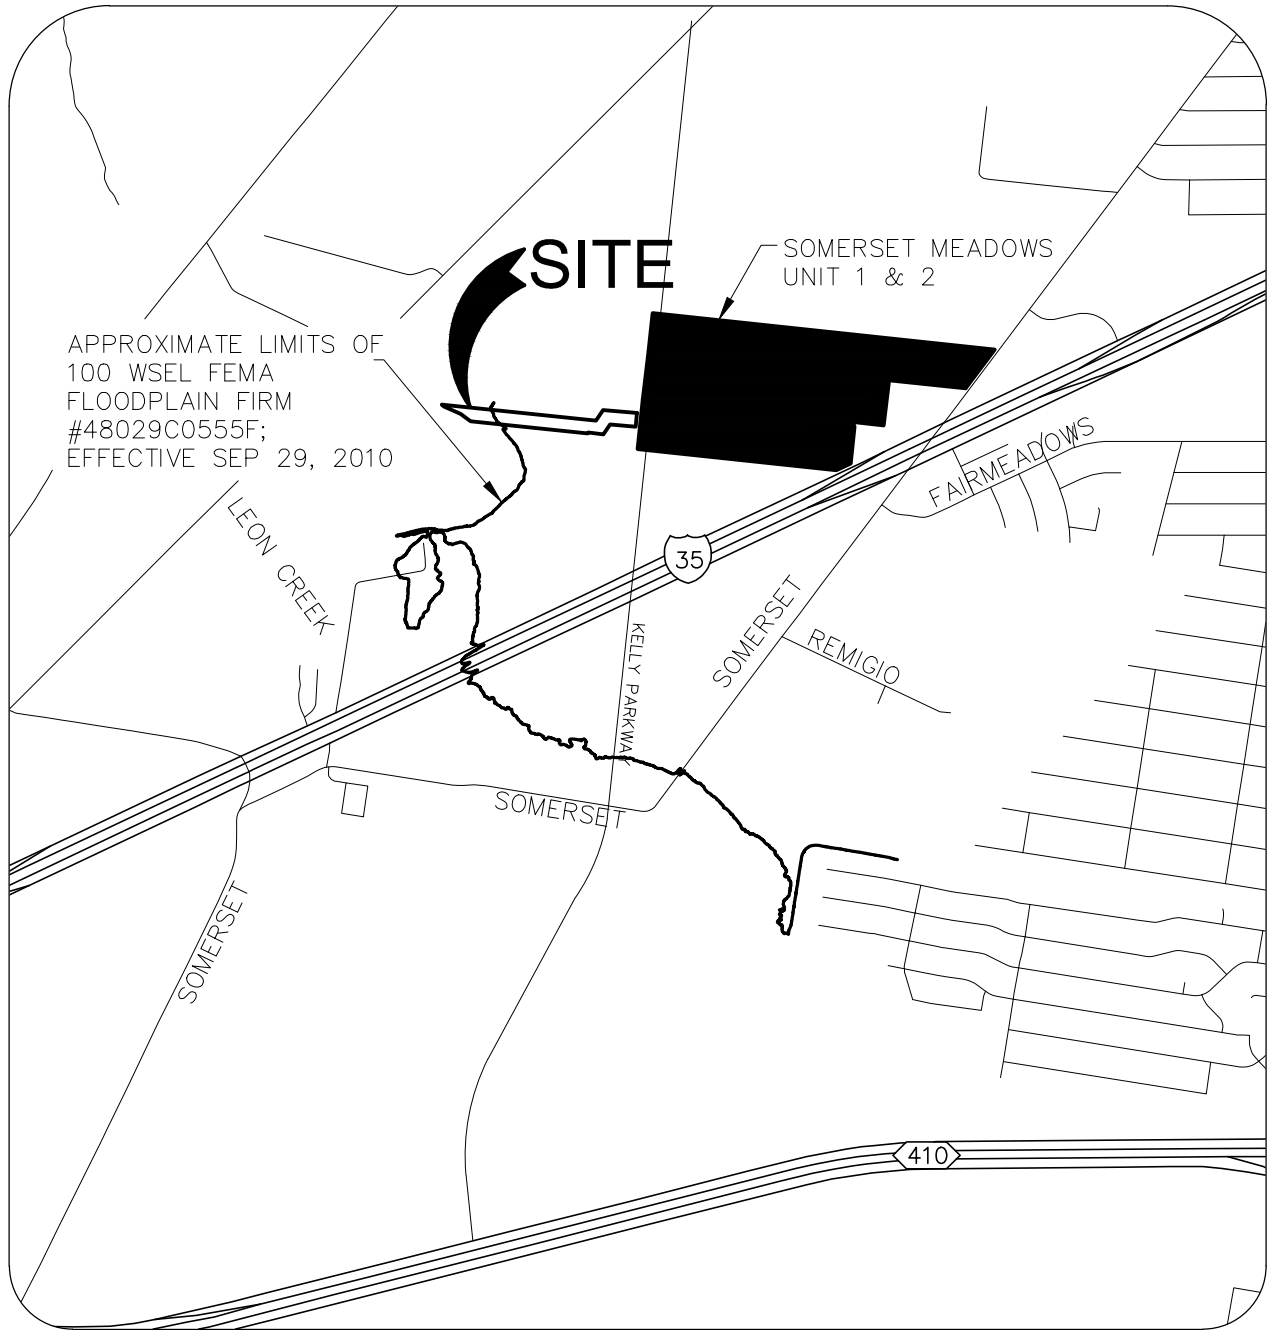 SITE
SOMERSET MEADOWS
UNIT 1 & 2
APPROXIMATE LIMITS OF
100 WSEL FEMA
FLOODPLAIN FIRM
#48029C0555F;
EFFECTIVE SEP 29, 2010
FAIRMEADOWS
LEON CREEK
35
SOMERSET
REMIGIO
KELLY PARKWAY
SOMERSET
SOMERSET
410